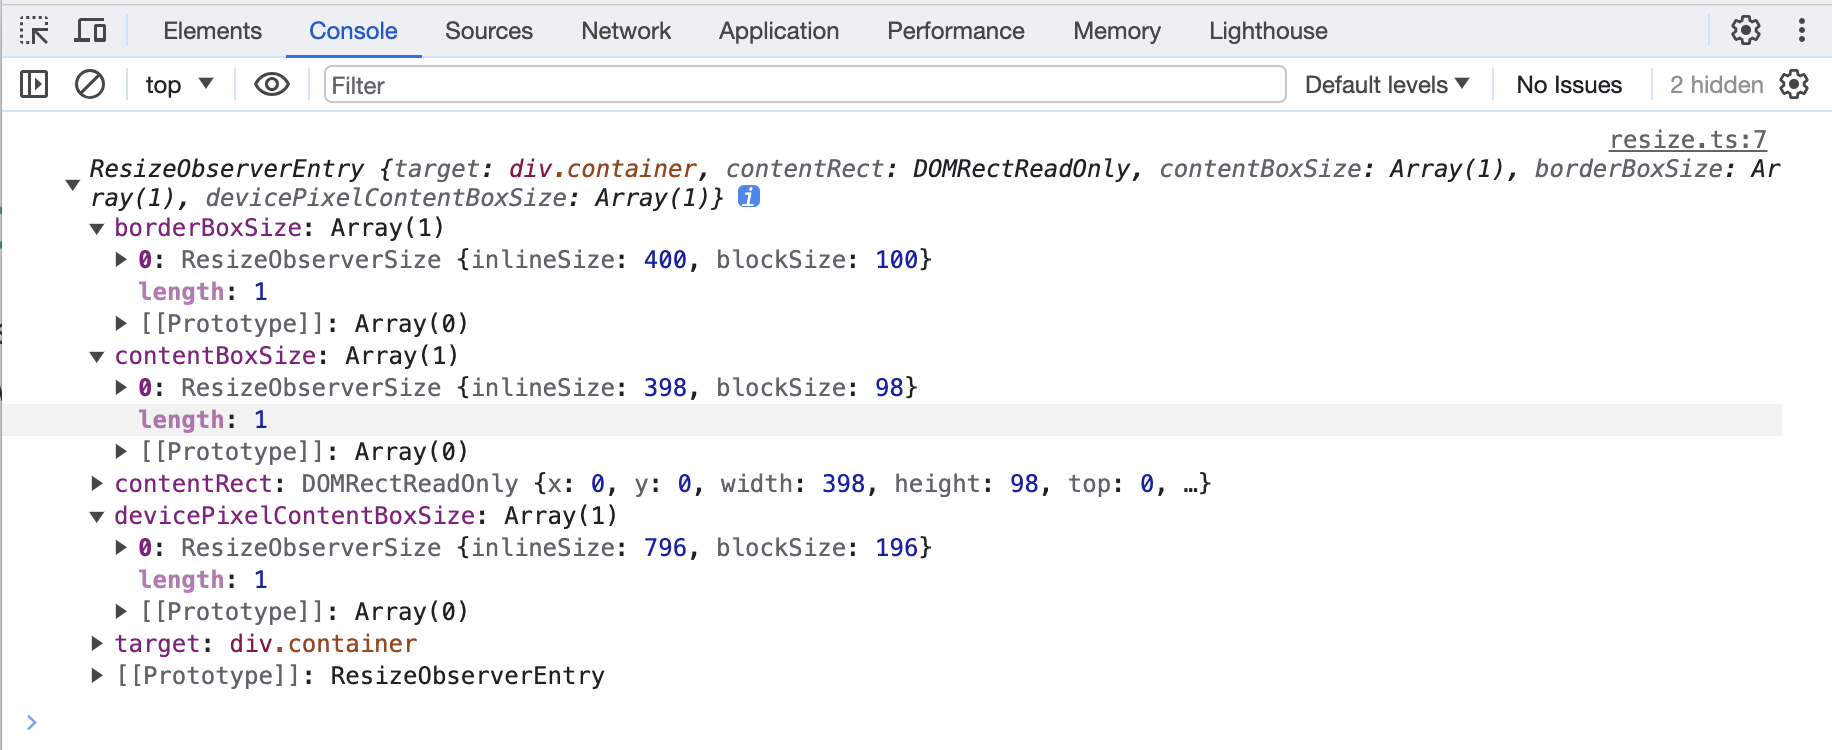 Elements Console Sources Network Application Performance Memory Lighthouse
top Filter Default levels No Issues 2 hidden
resize.ts:7
ResizeObserverEntry {target: div.container, contentRect: DOMRectReadOnly, contentBoxSize: Array(1), borderBoxSize: Ar
ray(1), devicePixelContentBoxSize: Array(1)} i
borderBoxSize: Array(1)
0: ResizeObserverSize {inlineSize: 400, blockSize: 100}
length: 1
[[Prototype]]: Array(0)
contentBoxSize: Array(1)
0: ResizeObserverSize {inlineSize: 398, blockSize: 98}
length: 1
[[Prototype]]: Array(0)
contentRect: DOMRectReadOnly {x: 0, y: 0, width: 398, height: 98, top: 0, …}
devicePixelContentBoxSize: Array(1)
0: ResizeObserverSize {inlineSize: 796, blockSize: 196}
length: 1
[[Prototype]]: Array(0)
target: div.container
[[Prototype]]: ResizeObserverEntry